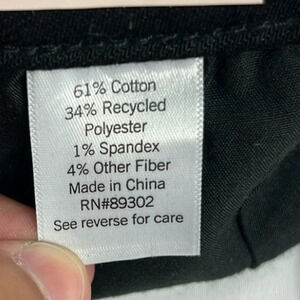 61% Cotton
34% Recycled
Polyester
1% Spandex
4% Other Fiber
Made in China
RN#89302
See reverse for care